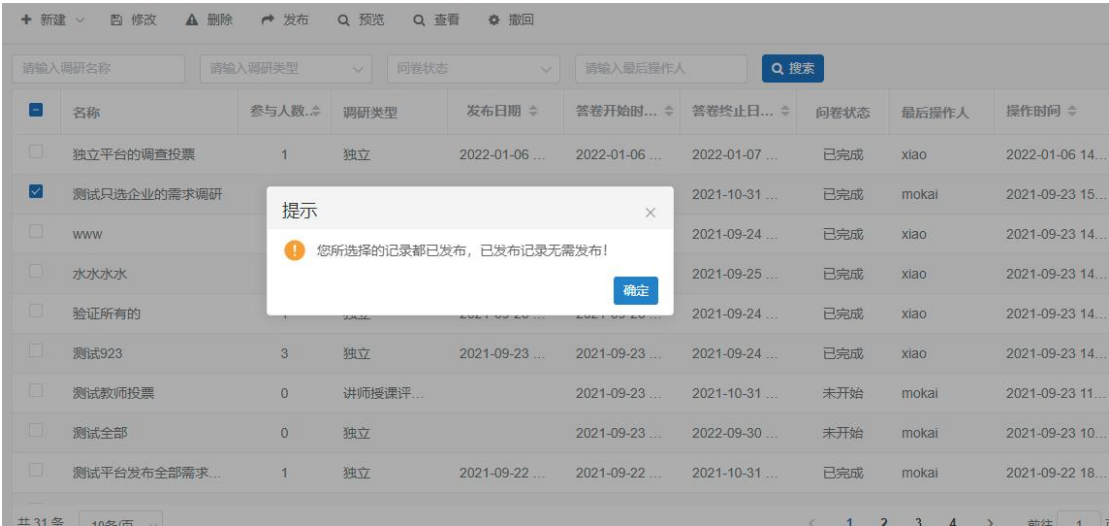 新建 修改 删除 发布 预览 查看 撤回
请输入调研名称 请输入调研类型 问卷状态 请输入最后操作人 搜索
名称 参与人数.. 调研类型 发布日期 答卷开始时... 答卷终止日... 问卷状态 最后操作人 操作时间
独立平台的调查投票 1 独立 2022-01-06 ... 2022-01-06 ... 2022-01-07 ... 已完成 xiao 2022-01-06 14...
测试只选企业的需求调研 2021-10-31 ... 已完成 mokai 2021-09-23 15...
提示
www 2021-09-24 ... 已完成 xiao 2021-09-23 14...
您所选择的记录都已发布，已发布记录无需发布！
水水水水 2021-09-25 ... 已完成 xiao 2021-09-23 14...
确定
验证所有的 2021-09-24 ... 已完成 xiao 2021-09-23 14...
测试923 3 独立 2021-09-23 ... 2021-09-23 ... 2021-09-24 ... 已完成 xiao 2021-09-23 14...
测试教师投票 0 讲师授课评... 2021-09-23 ... 2021-10-31 ... 未开始 mokai 2021-09-23 11...
测试全部 0 独立 2021-09-23 ... 2022-09-30 ... 未开始 mokai 2021-09-23 10...
测试平台发布全部需求... 1 独立 2021-09-22 ... 2021-09-22 ... 2021-10-31 ... 已完成 mokai 2021-09-22 18...
共 31 条 10条/页 1 2 3 4 前往 1